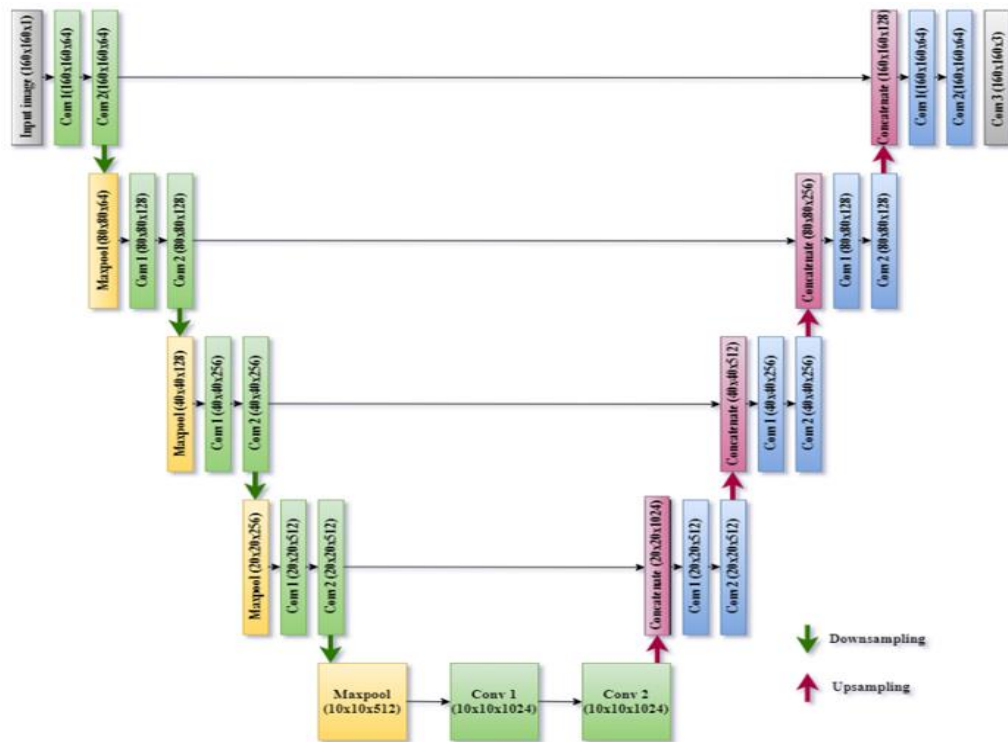 Input image (160x160x1)
Conv 1(160x160x64)
Conv 2(160x160x64)
Concatenate (160x160x128)
Conv 1(160x160x64)
Conv 2(160x160x64)
Conv 3 (160x160x3)
Maxpool (80x80x64)
Conv 1 (80x80x128)
Conv 2 (80x80x128)
Concatenate (80x80x256)
Conv 1 (80x80x128)
Conv 2 (80x80x128)
Maxpool (40x40x128)
Conv 1 (40x40x256)
Conv 2 (40x40x256)
Concatenate (40x40x512)
Conv 1 (40x40x256)
Conv 2 (40x40x256)
Maxpool (20x20x256)
Conv 1 (20x20x512)
Conv 2 (20x20x512)
Concatenate (20x20x1024)
Conv 1 (20x20x512)
Conv 2 (20x20x512)
Downsampling
Upsampling
Maxpool
(10x10x512)
Conv 1
(10x10x1024)
Conv 2
(10x10x1024)